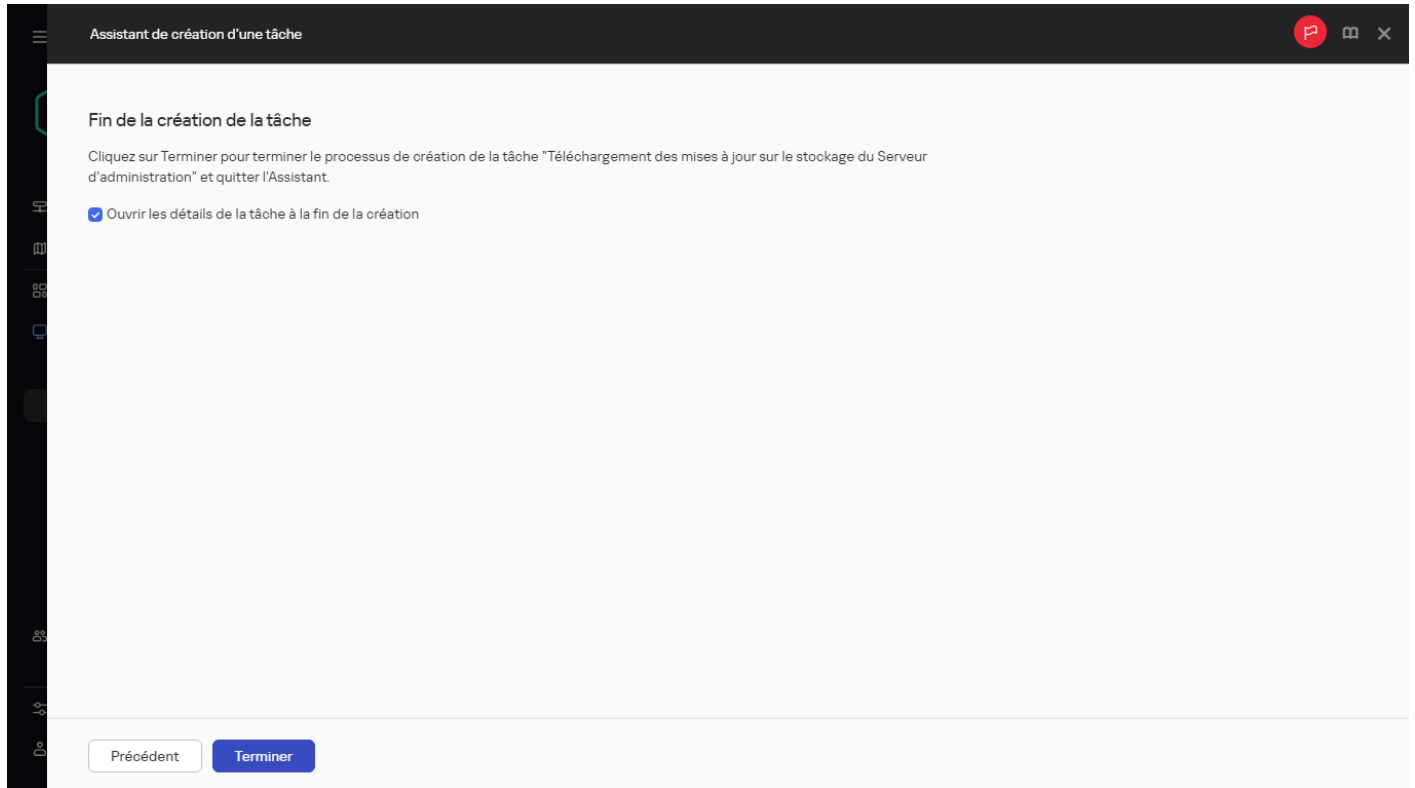 Assistant de création d'une tâche
Fin de la création de la tâche
Cliquez sur Terminer pour terminer le processus de création de la tâche "Téléchargement des mises à jour sur le stockage du Serveur
d'administration" et quitter l'Assistant.
Ouvrir les détails de la tâche à la fin de la création
Précédent
Terminer